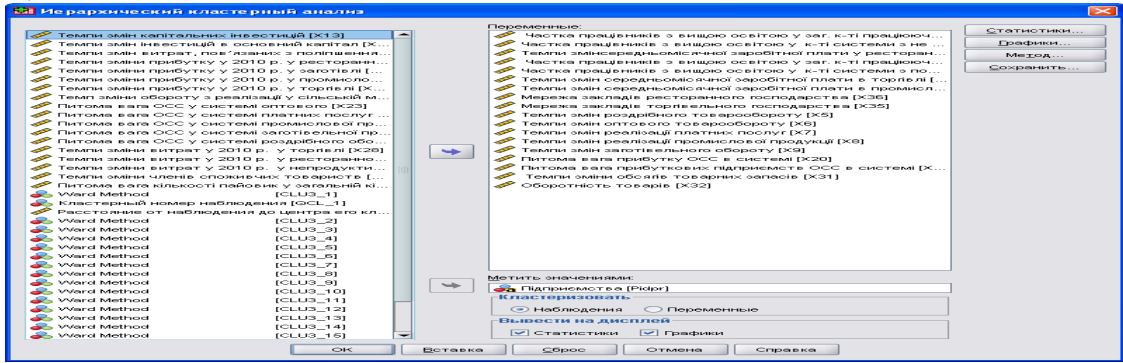 Иерархический кластерный анализ
Темпи змін капітальних інвестицій [X13]
Темпи змін інвестицій в основний капітал [X...
Темпи змін витрат, пов'язаних з поліпшення...
Темпи зміни прибутку у 2010 р. у ресторанн...
Темпи зміни прибутку у 2010 р. у заготівлі [...
Темпи зміни прибутку у 2010 р. у промисло...
Темпи зміни прибутку у 2010 р. у торгівлі [X...
Темп зміни обороту з реалізації у сільській м...
Питома вага ОСС у системі оптового [X23]
Питома вага ОСС у системі платних послуг ...
Питома вага ОСС у системі промислової пр...
Питома вага ОСС у системі заготівельної пр...
Питома вага ОСС у системі роздрібного обо...
Темпи зміни витрат у 2010 р. у торгівлі [X28]
Темпи зміни витрат у 2010 р. у ресторанно...
Темпи зміни витрат у 2010 р. у непродукти...
Темпи зміни членів споживчих товариств [...
Питома вага кількості пайовик у загальній кі...
Ward Method [CLU3_1]
Кластерный номер наблюдения [QCL_1]
Расстояние от наблюдения до центра его кл...
Ward Method [CLU3_2]
Ward Method [CLU3_3]
Ward Method [CLU3_4]
Ward Method [CLU3_5]
Ward Method [CLU3_6]
Ward Method [CLU3_7]
Ward Method [CLU3_8]
Ward Method [CLU3_9]
Ward Method [CLU3_10]
Ward Method [CLU3_11]
Ward Method [CLU3_12]
Ward Method [CLU3_13]
Ward Method [CLU3_14]
Ward Method [CLU3_15]
Переменные:
Частка працівників з вищою освітою у заг. к-ті працююч...
Частка працівників з вищою освітою у к-ті системи з не ...
Темпи змінсередньомісячної заробітної плати у ресторан...
Частка працівників з вищою освітою у заг. к-ті працююч...
Частка працівників з вищою освітою у к-ті системи з по...
Темпи змін середньомісячної заробітної плати в торгівлі [...
Темпи змін середньомісячної заробітної плати в промисл...
Мережа закладів ресторанного господарства [X36]
Мережа закладів торгівельного господарства [X35]
Темпи змін роздрібного товарообороту [X5]
Темпи змін оптового товарообороту [X6]
Темпи змін реалізації платних послуг [X7]
Темпи змін реалізації промислової продукції [X8]
Темпи змін заготівельного обороту [X9]
Питома вага прибутку ОСС в системі [X20]
Питома вага прибуткових підприємств ОСС в системі [X...
Темпи зміни обсягів товарних запасів [X31]
Оборотність товарів [X32]
Метить значениями:
Підприємства [Pidpr]
Кластеризовать
Наблюдения Переменные
Вывести на дисплей
Статистики Графики
Статистики...
Графики...
Метод...
Сохранить...
OK Вставка Сброс Отмена Справка